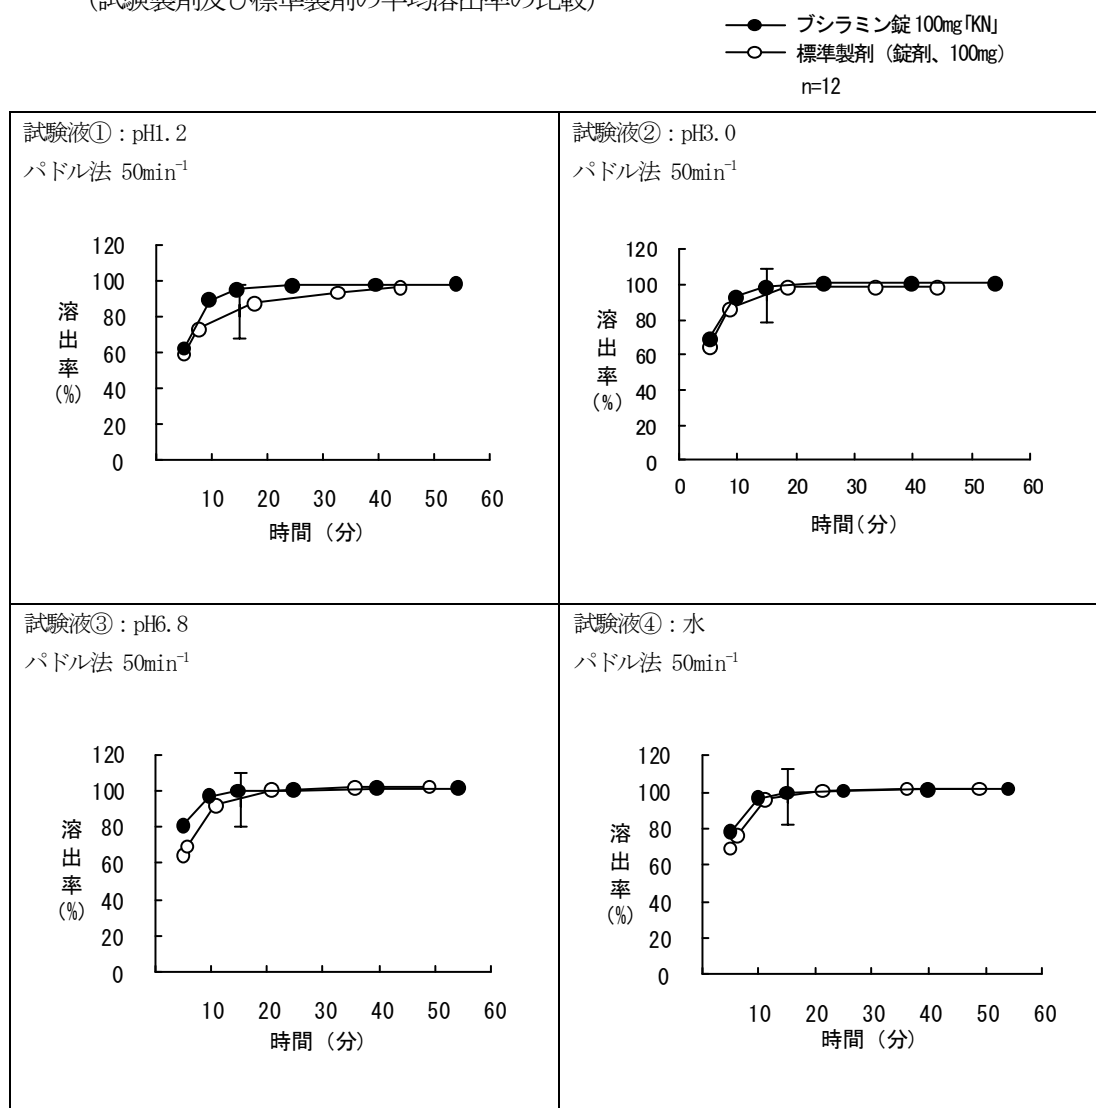 (試験製剤及び標準製剤の平均溶出率の比較)
ブシラミン錠100mg「KN」
標準製剤（錠剤、100mg）
n=12
試験液①：pH1.2
パドル法 50min⁻¹
120
100
80
60
40
20
0
溶出率(%)
10 20 30 40 50 60
時間（分）
試験液②：pH3.0
パドル法 50min⁻¹
120
100
80
60
40
20
0
溶出率(%)
0 10 20 30 40 50 60
時間(分)
試験液③：pH6.8
パドル法 50min⁻¹
120
100
80
60
40
20
0
溶出率(%)
10 20 30 40 50 60
時間（分）
試験液④：水
パドル法 50min⁻¹
120
100
80
60
40
20
0
溶出率(%)
10 20 30 40 50 60
時間（分）